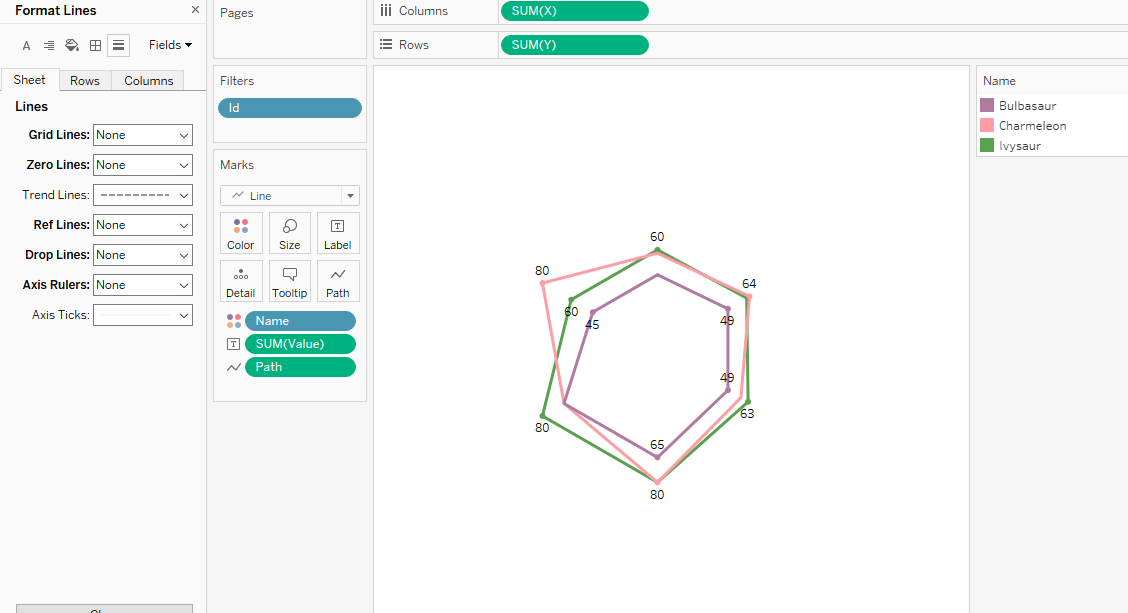 Format Lines
Fields
Sheet Rows Columns
Lines
Grid Lines: None
Zero Lines: None
Trend Lines:
Ref Lines: None
Drop Lines: None
Axis Rulers: None
Axis Ticks:
Pages
Filters
Id
Marks
Line
Color Size Label
Detail Tooltip Path
Name
SUM(Value)
Path
Columns SUM(X)
Rows SUM(Y)
60
80
64
60
45
49
49
63
80
65
80
Name
Bulbasaur
Charmeleon
Ivysaur